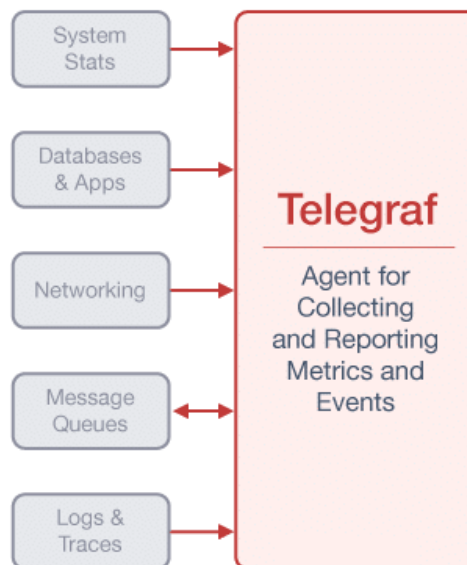 System
Stats
Databases
& Apps
Networking
Message
Queues
Logs &
Traces
Telegraf
Agent for
Collecting
and Reporting
Metrics and
Events